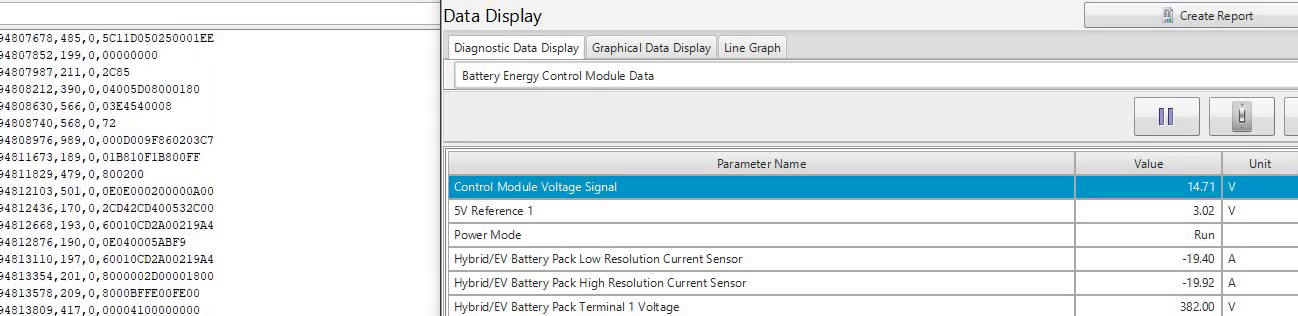 94807678,485,0,5C11D050250001EE
94807852,199,0,00000000
94807987,211,0,2C85
94808212,390,0,04005D08000180
94808630,566,0,03E4540008
94808740,568,0,72
94808976,989,0,000D009F860203C7
94811673,189,0,01B810F1B800FF
94811829,479,0,800200
94812103,501,0,0E0E000200000A00
94812436,170,0,2CD42CD400532C00
94812668,193,0,60010CD2A00219A4
94812876,190,0,0E040005ABF9
94813110,197,0,60010CD2A00219A4
94813354,201,0,8000002D00001800
94813578,209,0,8000BFFE00FE00
94813809,417,0,00004100000000
Data Display
Create Report
Diagnostic Data Display Graphical Data Display Line Graph
Battery Energy Control Module Data
Parameter Name Value Unit
Control Module Voltage Signal 14.71 V
5V Reference 1 3.02 V
Power Mode Run
Hybrid/EV Battery Pack Low Resolution Current Sensor -19.40 A
Hybrid/EV Battery Pack High Resolution Current Sensor -19.92 A
Hybrid/EV Battery Pack Terminal 1 Voltage 382.00 V